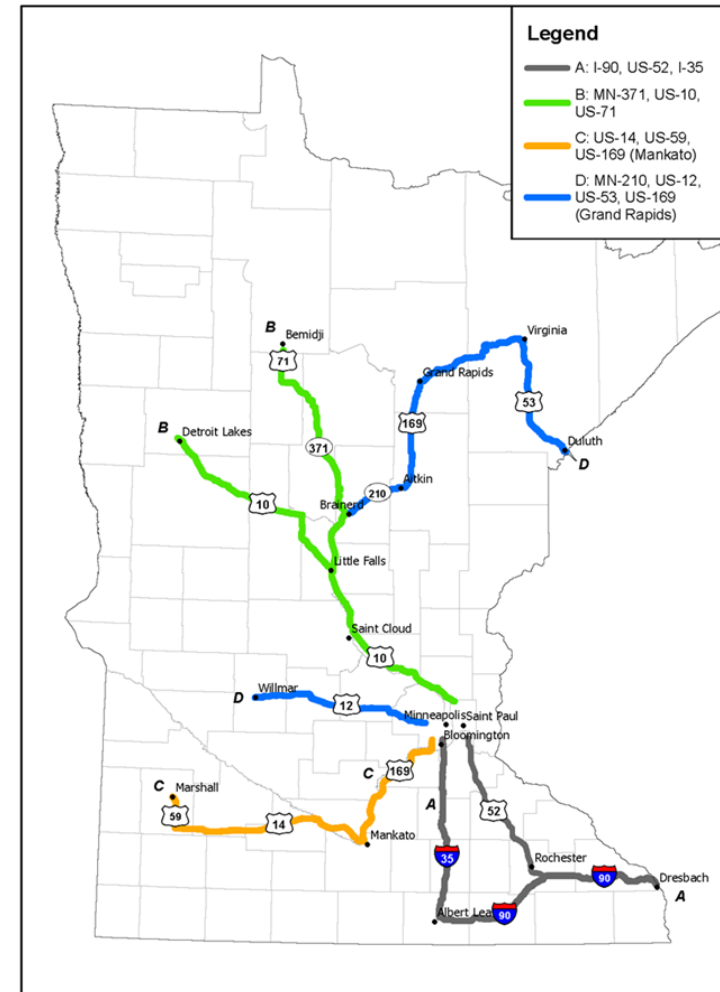 Legend
A: I-90, US-52, I-35
B: MN-371, US-10,
US-71
C: US-14, US-59,
US-169 (Mankato)
D: MN-210, US-12,
US-53, US-169
(Grand Rapids)
B
Bemidji
71
Virginia
Grand Rapids
53
169
B
Detroit Lakes
371
Duluth
D
Aitkin
210
10
Brainerd
Little Falls
Saint Cloud
10
D
Willmar
12
Minneapolis
Saint Paul
Bloomington
C
169
C
Marshall
59
14
A
52
Mankato
35
Rochester
90
Dresbach
A
Albert Lea
90